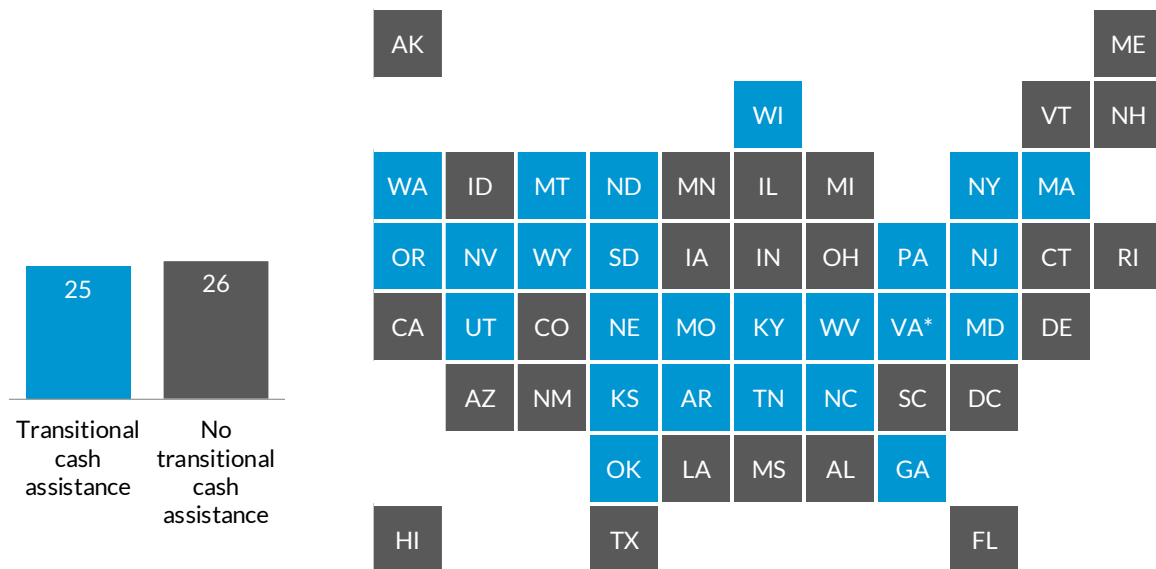 AK ME
WI VT NH
WA ID MT ND MN IL MI NY MA
OR NV WY SD IA IN OH PA NJ CT RI
CA UT CO NE MO KY WV VA* MD DE
AZ NM KS AR TN NC SC DC
OK LA MS AL GA
HI TX FL
25 26
Transitional
cash
assistance
No
transitional
cash
assistance